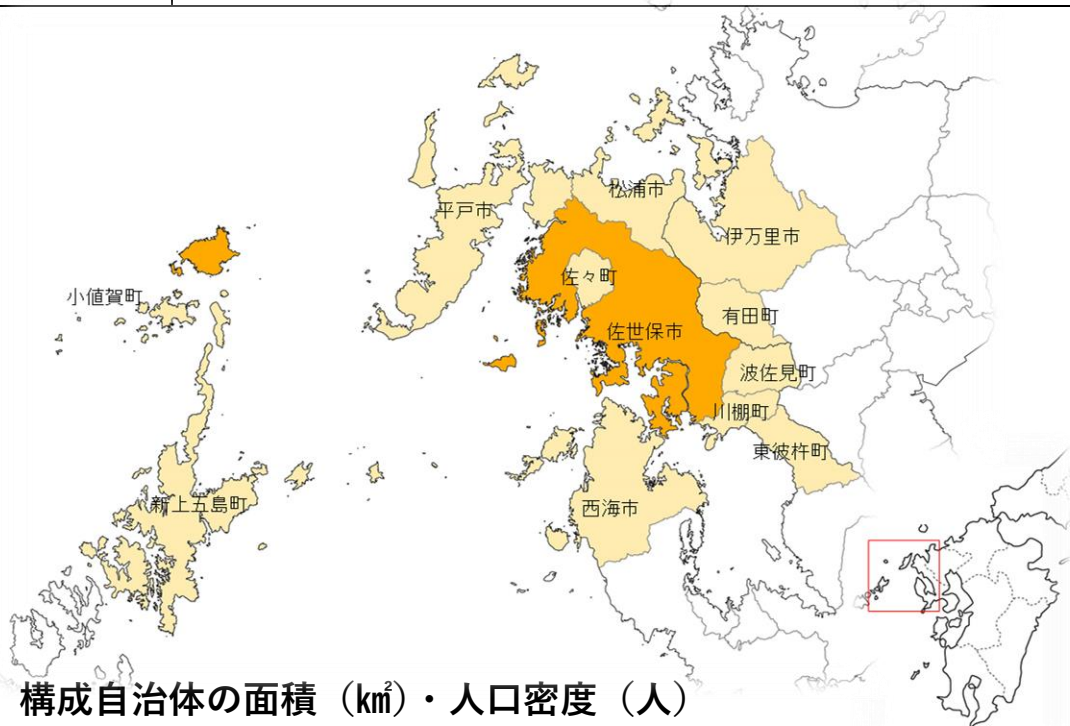 松浦市
平戸市
伊万里市
佐々町
小値賀町
有田町
佐世保市
波佐見町
川棚町
東彼杵町
新上五島町
西海市
構成自治体の面積（㎢）・人口密度（人）